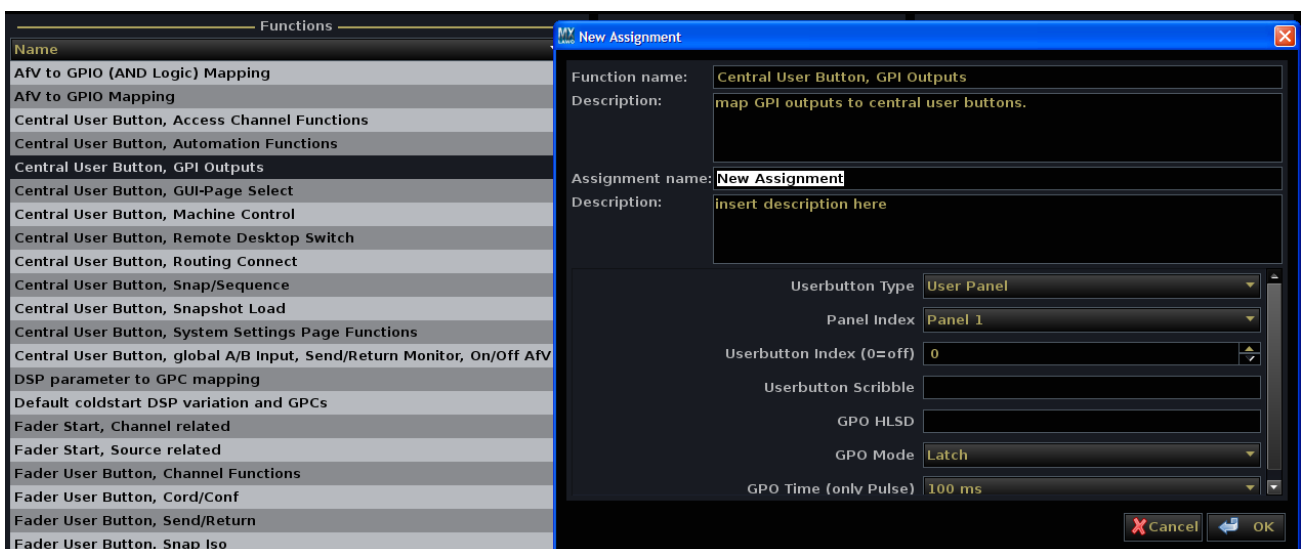 Functions
Name
AfV to GPIO (AND Logic) Mapping
AfV to GPIO Mapping
Central User Button, Access Channel Functions
Central User Button, Automation Functions
Central User Button, GPI Outputs
Central User Button, GUI-Page Select
Central User Button, Machine Control
Central User Button, Remote Desktop Switch
Central User Button, Routing Connect
Central User Button, Snap/Sequence
Central User Button, Snapshot Load
Central User Button, System Settings Page Functions
Central User Button, global A/B Input, Send/Return Monitor, On/Off AfV
DSP parameter to GPC mapping
Default coldstart DSP variation and GPCs
Fader Start, Channel related
Fader Start, Source related
Fader User Button, Channel Functions
Fader User Button, Cord/Conf
Fader User Button, Send/Return
Fader User Button, Snap Iso
MY LAWO New Assignment
Function name: Central User Button, GPI Outputs
Description: map GPI outputs to central user buttons.
Assignment name: New Assignment
Description: insert description here
Userbutton Type User Panel
Panel Index Panel 1
Userbutton Index (0=off) 0
Userbutton Scribble
GPO HLSD
GPO Mode Latch
GPO Time (only Pulse) 100 ms
Cancel OK